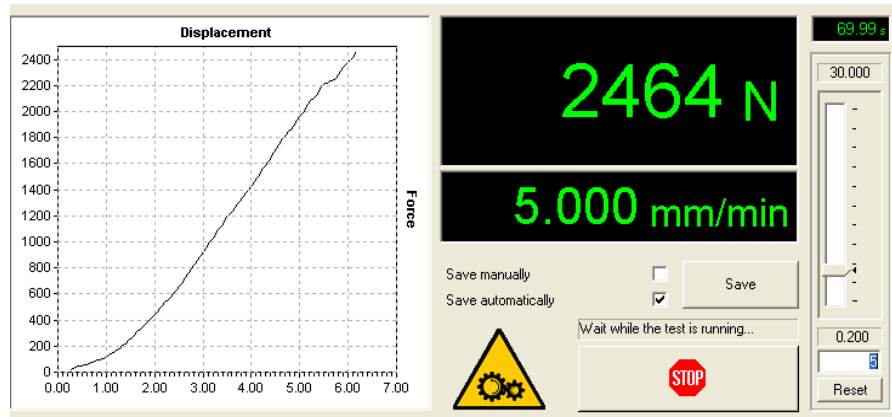 Displacement
2400
2200
2000
1800
1600
1400
1200
1000
800
600
400
200
0
0.00 1.00 2.00 3.00 4.00 5.00 6.00 7.00
Force
2464 N
5.000 mm/min
Save manually
Save automatically
Save
Wait while the test is running...
STOP
69.99 s
30.000
0.200
5
Reset